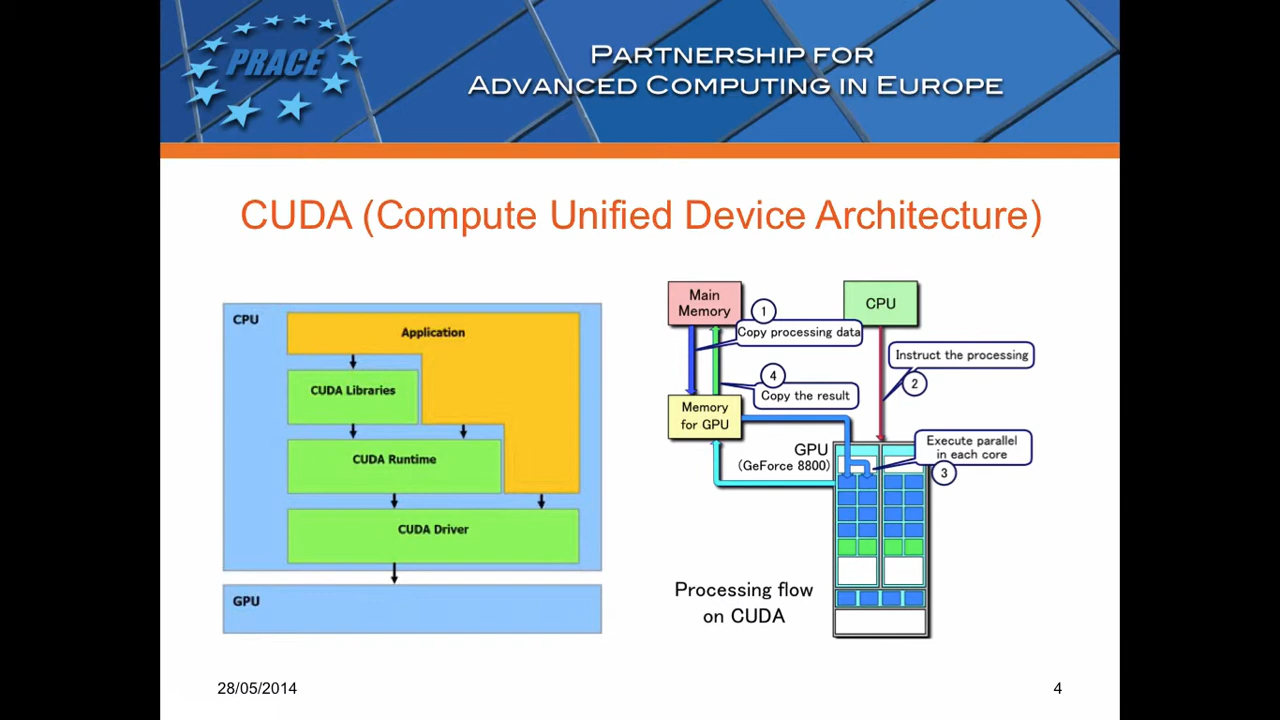 PRACE
PARTNERSHIP FOR
ADVANCED COMPUTING IN EUROPE
CUDA (Compute Unified Device Architecture)
CPU
Application
CUDA Libraries
CUDA Runtime
CUDA Driver
GPU
Main
Memory
CPU
1
Copy processing data
Instruct the processing
2
4
Copy the result
Memory
for GPU
GPU
(GeForce 8800)
Execute parallel
in each core
3
Processing flow
on CUDA
28/05/2014
4